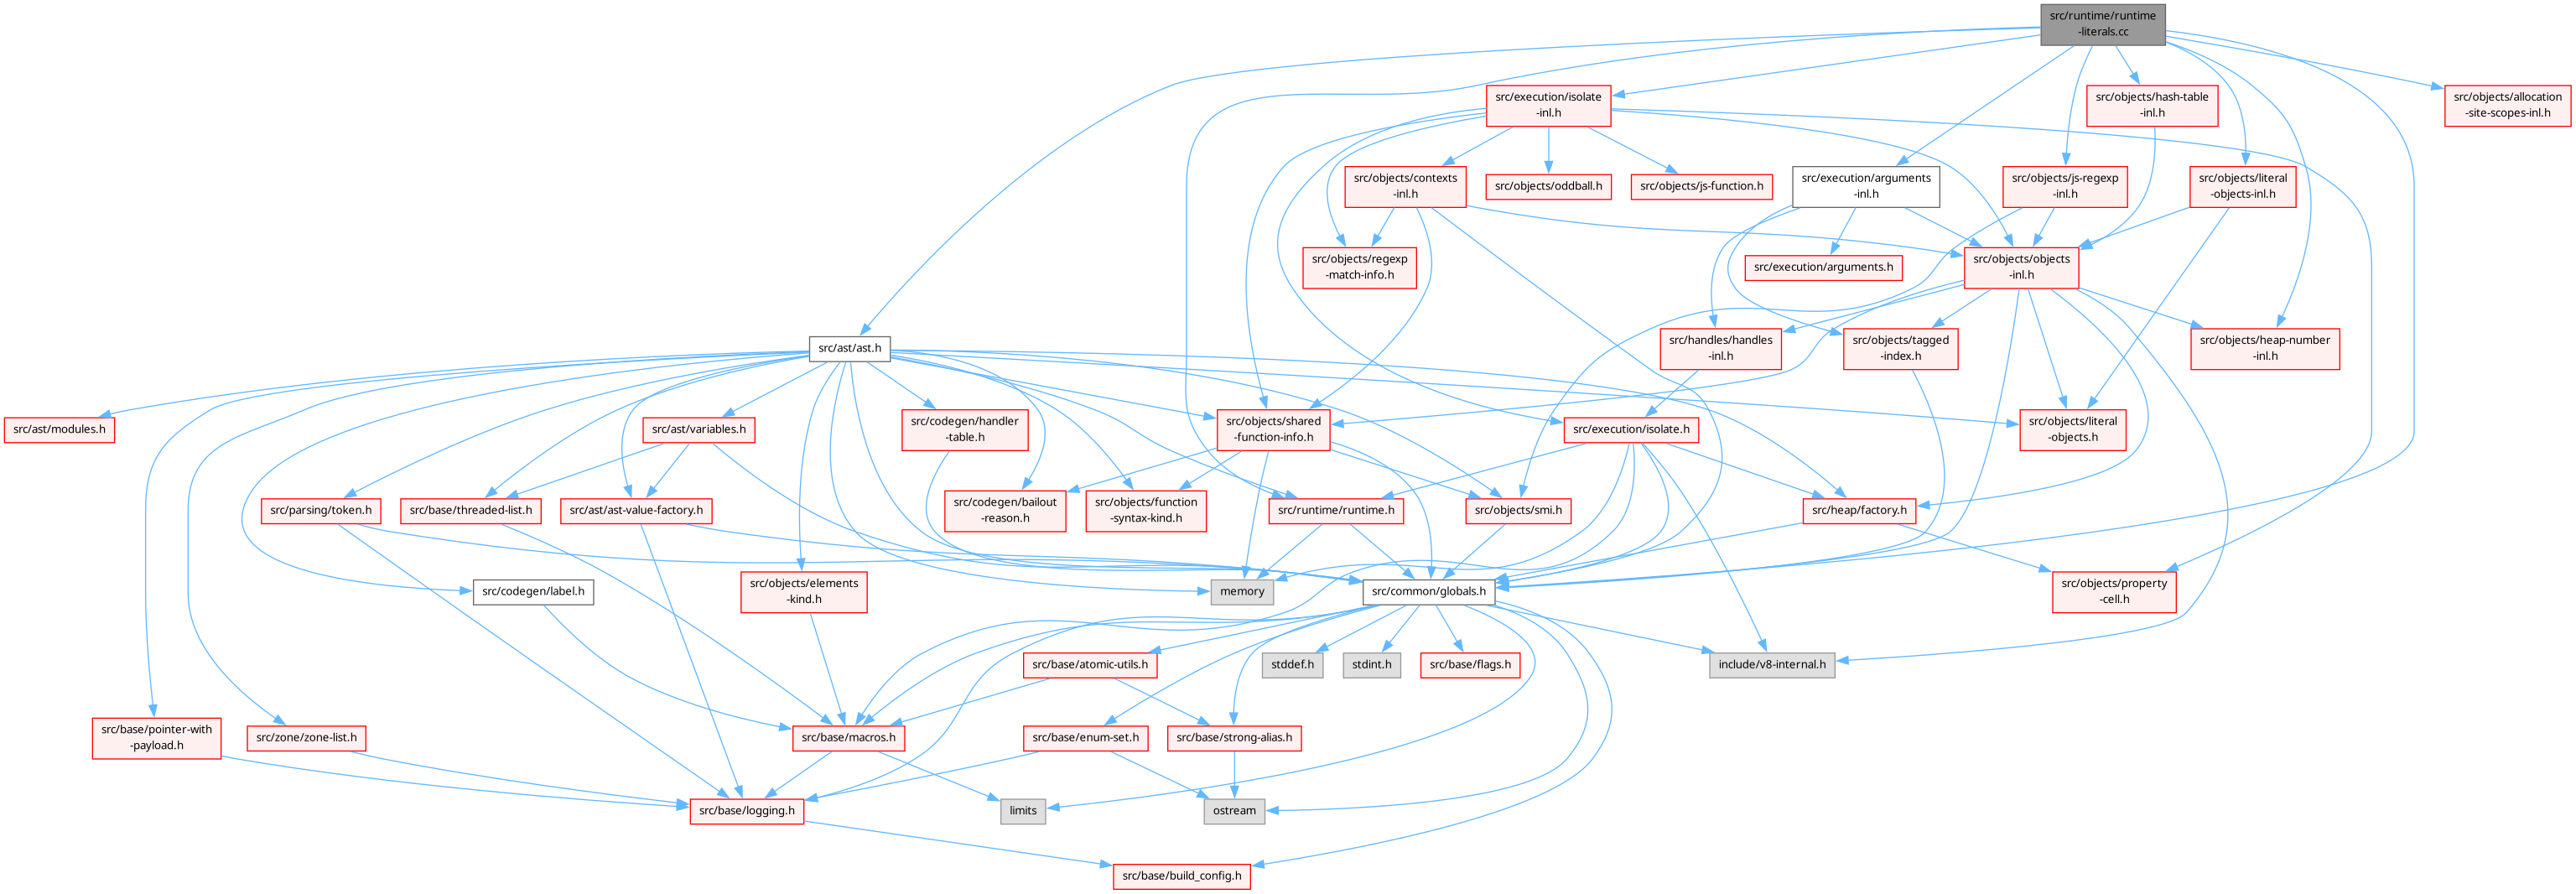 src/runtime/runtime
-literals.cc
src/execution/isolate
-inl.h
src/objects/hash-table
-inl.h
src/objects/allocation
-site-scopes-inl.h
src/objects/contexts
-inl.h
src/objects/oddball.h
src/objects/js-function.h
src/execution/arguments
-inl.h
src/objects/js-regexp
-inl.h
src/objects/literal
-objects-inl.h
src/objects/regexp
-match-info.h
src/execution/arguments.h
src/objects/objects
-inl.h
src/ast/ast.h
src/handles/handles
-inl.h
src/objects/tagged
-index.h
src/objects/heap-number
-inl.h
src/ast/modules.h
src/ast/variables.h
src/codegen/handler
-table.h
src/objects/shared
-function-info.h
src/execution/isolate.h
src/objects/literal
-objects.h
src/parsing/token.h
src/base/threaded-list.h
src/ast/ast-value-factory.h
src/codegen/bailout
-reason.h
src/objects/function
-syntax-kind.h
src/runtime/runtime.h
src/objects/smi.h
src/heap/factory.h
src/codegen/label.h
src/objects/elements
-kind.h
memory
src/common/globals.h
src/objects/property
-cell.h
src/base/atomic-utils.h
stddef.h
stdint.h
src/base/flags.h
include/v8-internal.h
src/base/pointer-with
-payload.h
src/zone/zone-list.h
src/base/macros.h
src/base/enum-set.h
src/base/strong-alias.h
src/base/logging.h
limits
ostream
src/base/build_config.h